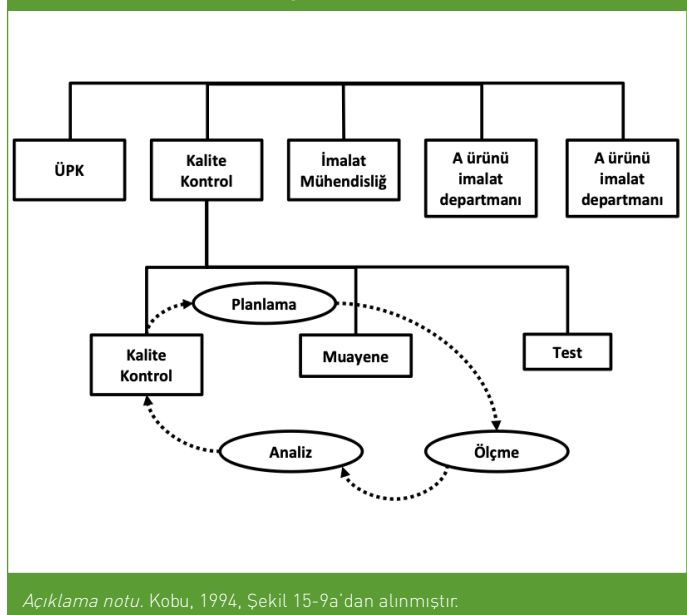 ÜPK
Kalite
Kontrol
İmalat
Mühendisliğ
A ürünü
imalat
departmanı
A ürünü
imalat
departmanı
Planlama
Kalite
Kontrol
Muayene
Test
Analiz
Ölçme
Açıklama notu. Kobu, 1994, Şekil 15-9a'dan alınmıştır.